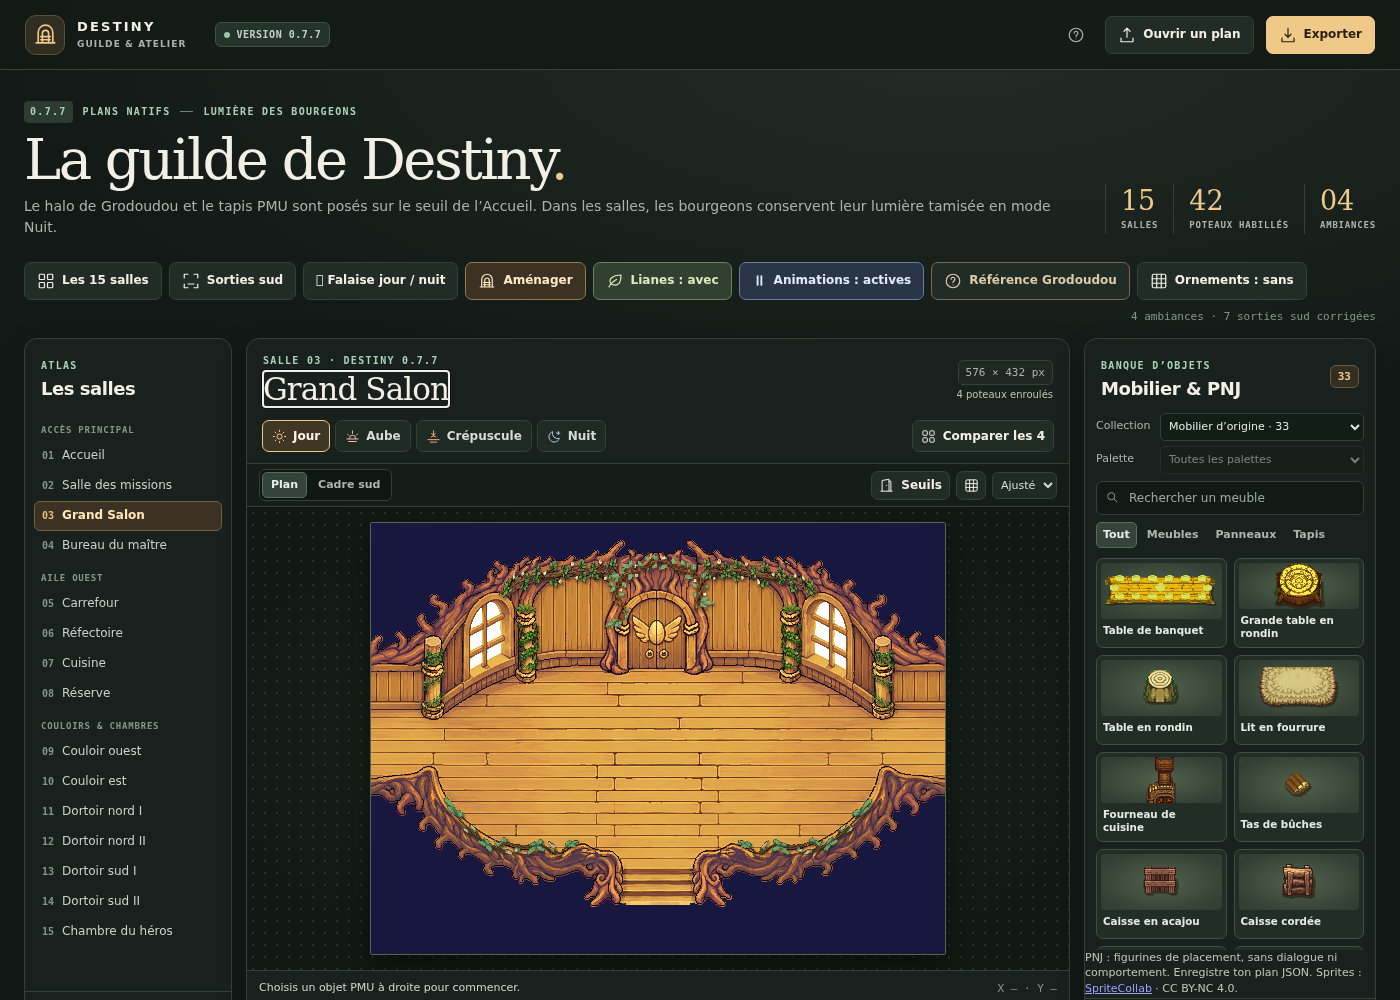 DESTINY
GUILDE & ATELIER
VERSION 0.7.7
Ouvrir un plan
Exporter
0.7.7 PLANS NATIFS — LUMIÈRE DES BOURGEONS
La guilde de Destiny.
Le halo de Grodoudou et le tapis PMU sont posés sur le seuil de l’Accueil. Dans les salles, les bourgeons conservent leur lumière tamisée en mode
Nuit.
15
SALLES
42
POTEAUX HABILLÉS
04
AMBIANCES
Les 15 salles
Sorties sud
Falaise jour / nuit
Aménager
Lianes : avec
Animations : actives
Référence Grodoudou
Ornements : sans
4 ambiances · 7 sorties sud corrigées
ATLAS
Les salles
ACCÈS PRINCIPAL
01 Accueil
02 Salle des missions
03 Grand Salon
04 Bureau du maître
AILE OUEST
05 Carrefour
06 Réfectoire
07 Cuisine
08 Réserve
COULOIRS & CHAMBRES
09 Couloir ouest
10 Couloir est
11 Dortoir nord I
12 Dortoir nord II
13 Dortoir sud I
14 Dortoir sud II
15 Chambre du héros
SALLE 03 · DESTINY 0.7.7
Grand Salon
576 × 432 px
4 poteaux enroulés
Jour
Aube
Crépuscule
Nuit
Comparer les 4
Plan
Cadre sud
Seuils
Ajusté
Choisis un objet PMU à droite pour commencer.
X — · Y —
BANQUE D’OBJETS
Mobilier & PNJ
33
Collection
Mobilier d’origine · 33
Palette
Toutes les palettes
Rechercher un meuble
Tout
Meubles
Panneaux
Tapis
Table de banquet
Grande table en
rondin
Table en rondin
Lit en fourrure
Fourneau de
cuisine
Tas de bûches
Caisse en acajou
Caisse cordée
PNJ : figurines de placement, sans dialogue ni
comportement. Enregistre ton plan JSON. Sprites :
SpriteCollab · CC BY-NC 4.0.